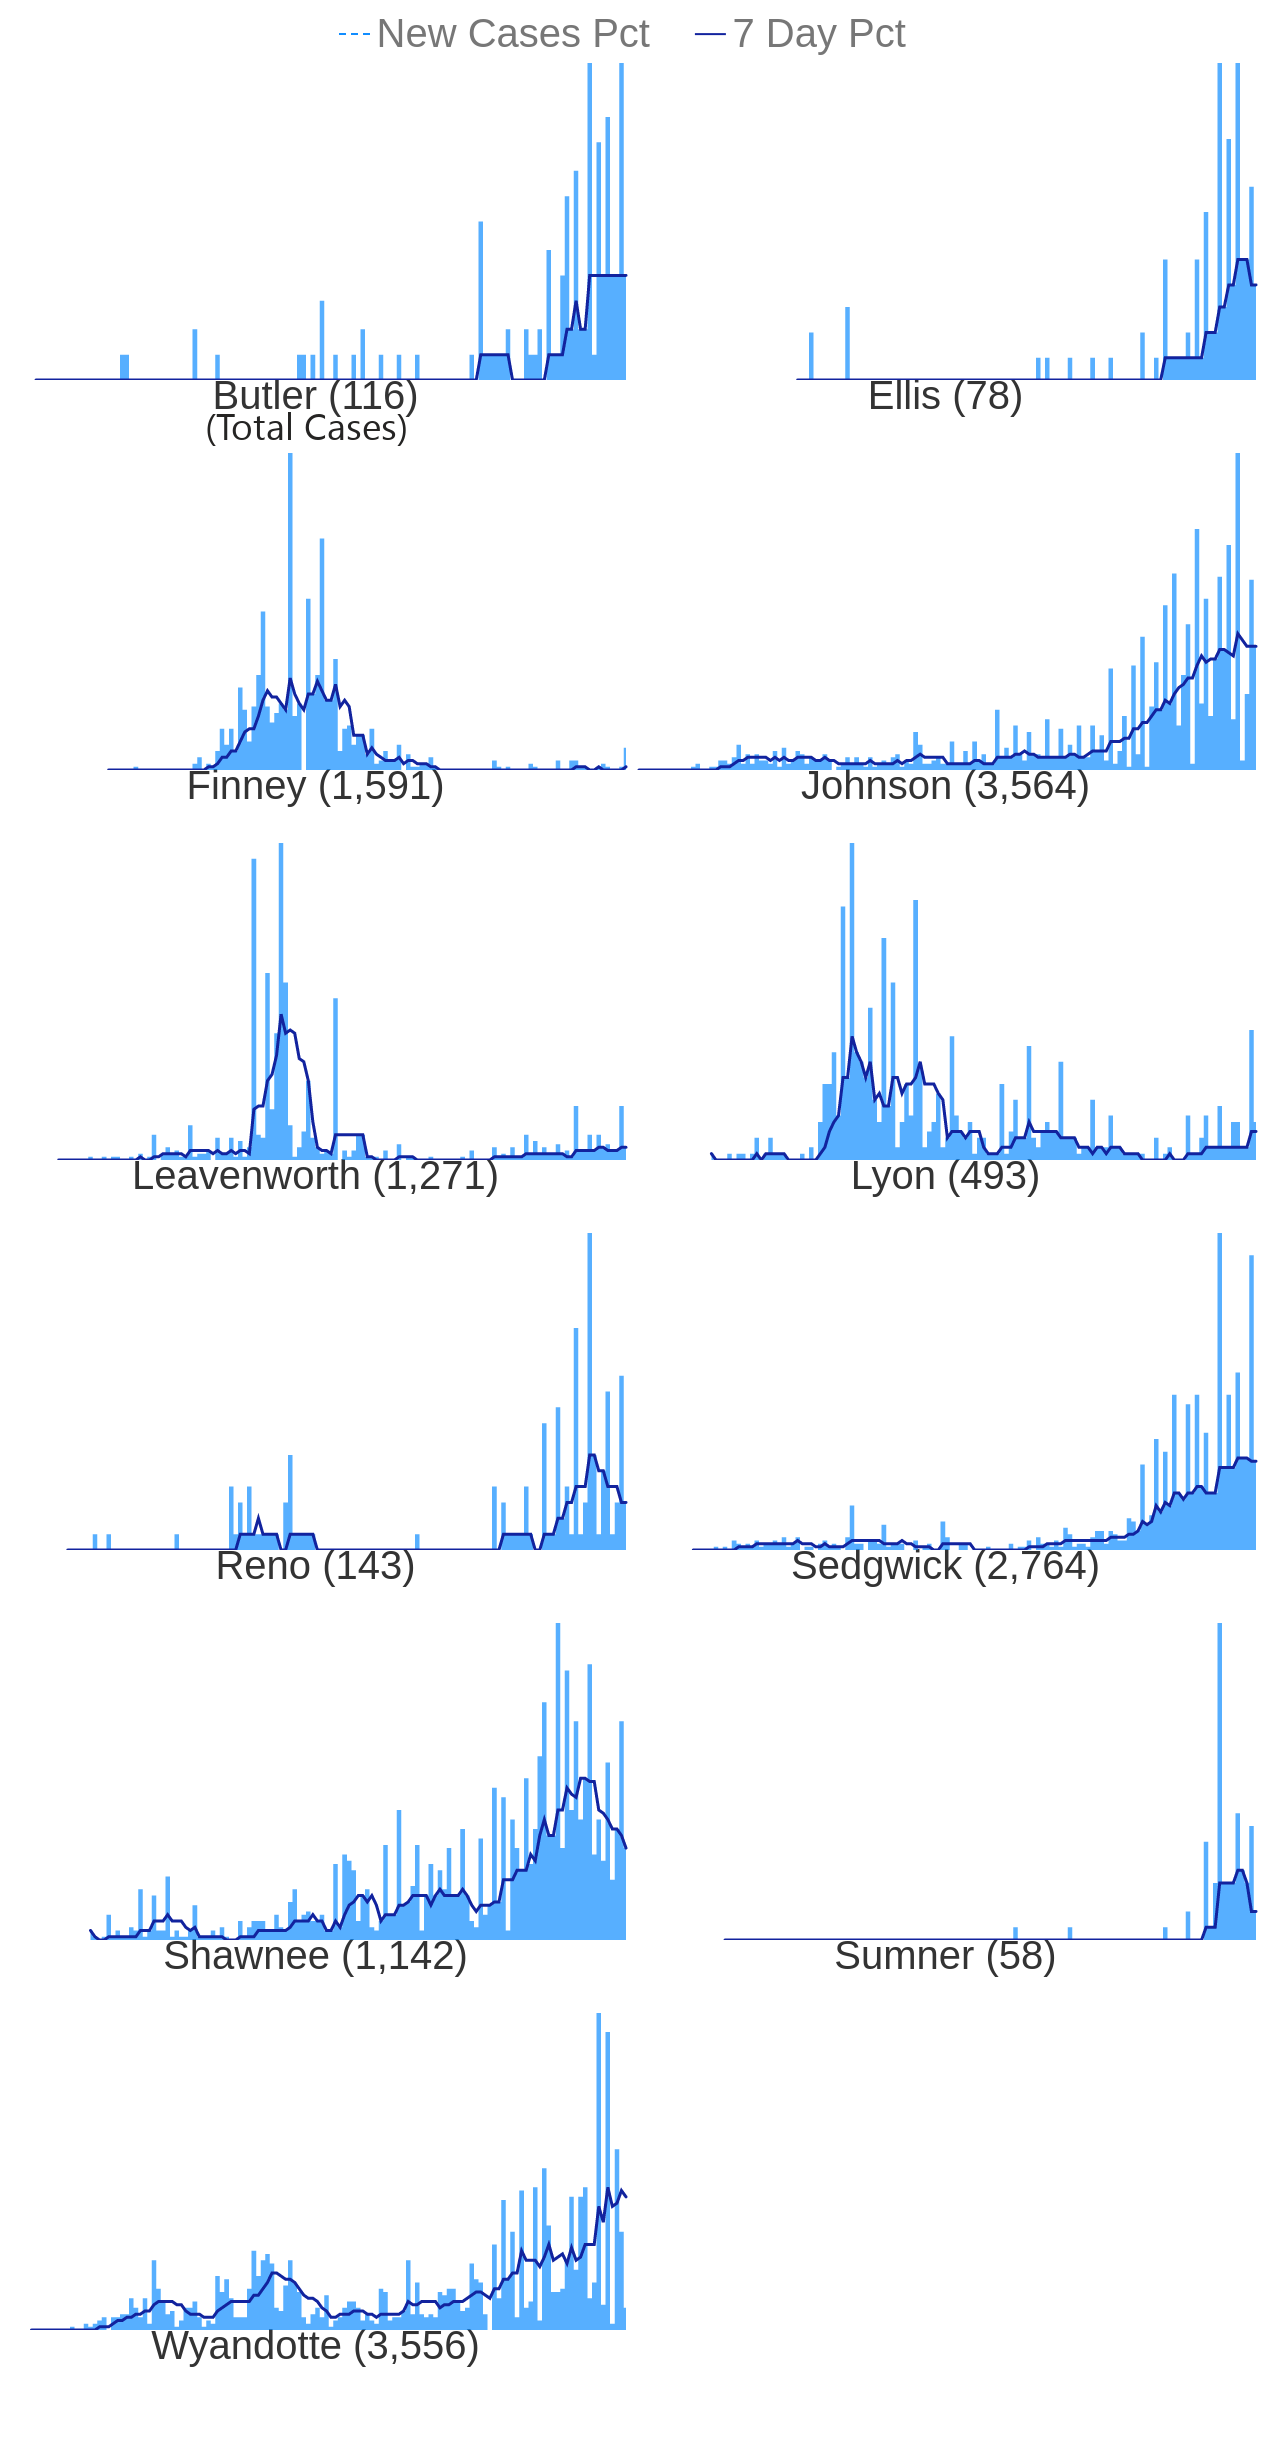 New Cases Pct 7 Day Pct
Butler (116) Ellis (78)
(Total Cases)
Finney (1,591) Johnson (3,564)
Leavenworth (1,271) Lyon (493)
Reno (143) Sedgwick (2,764)
Shawnee (1,142) Sumner (58)
Wyandotte (3,556)